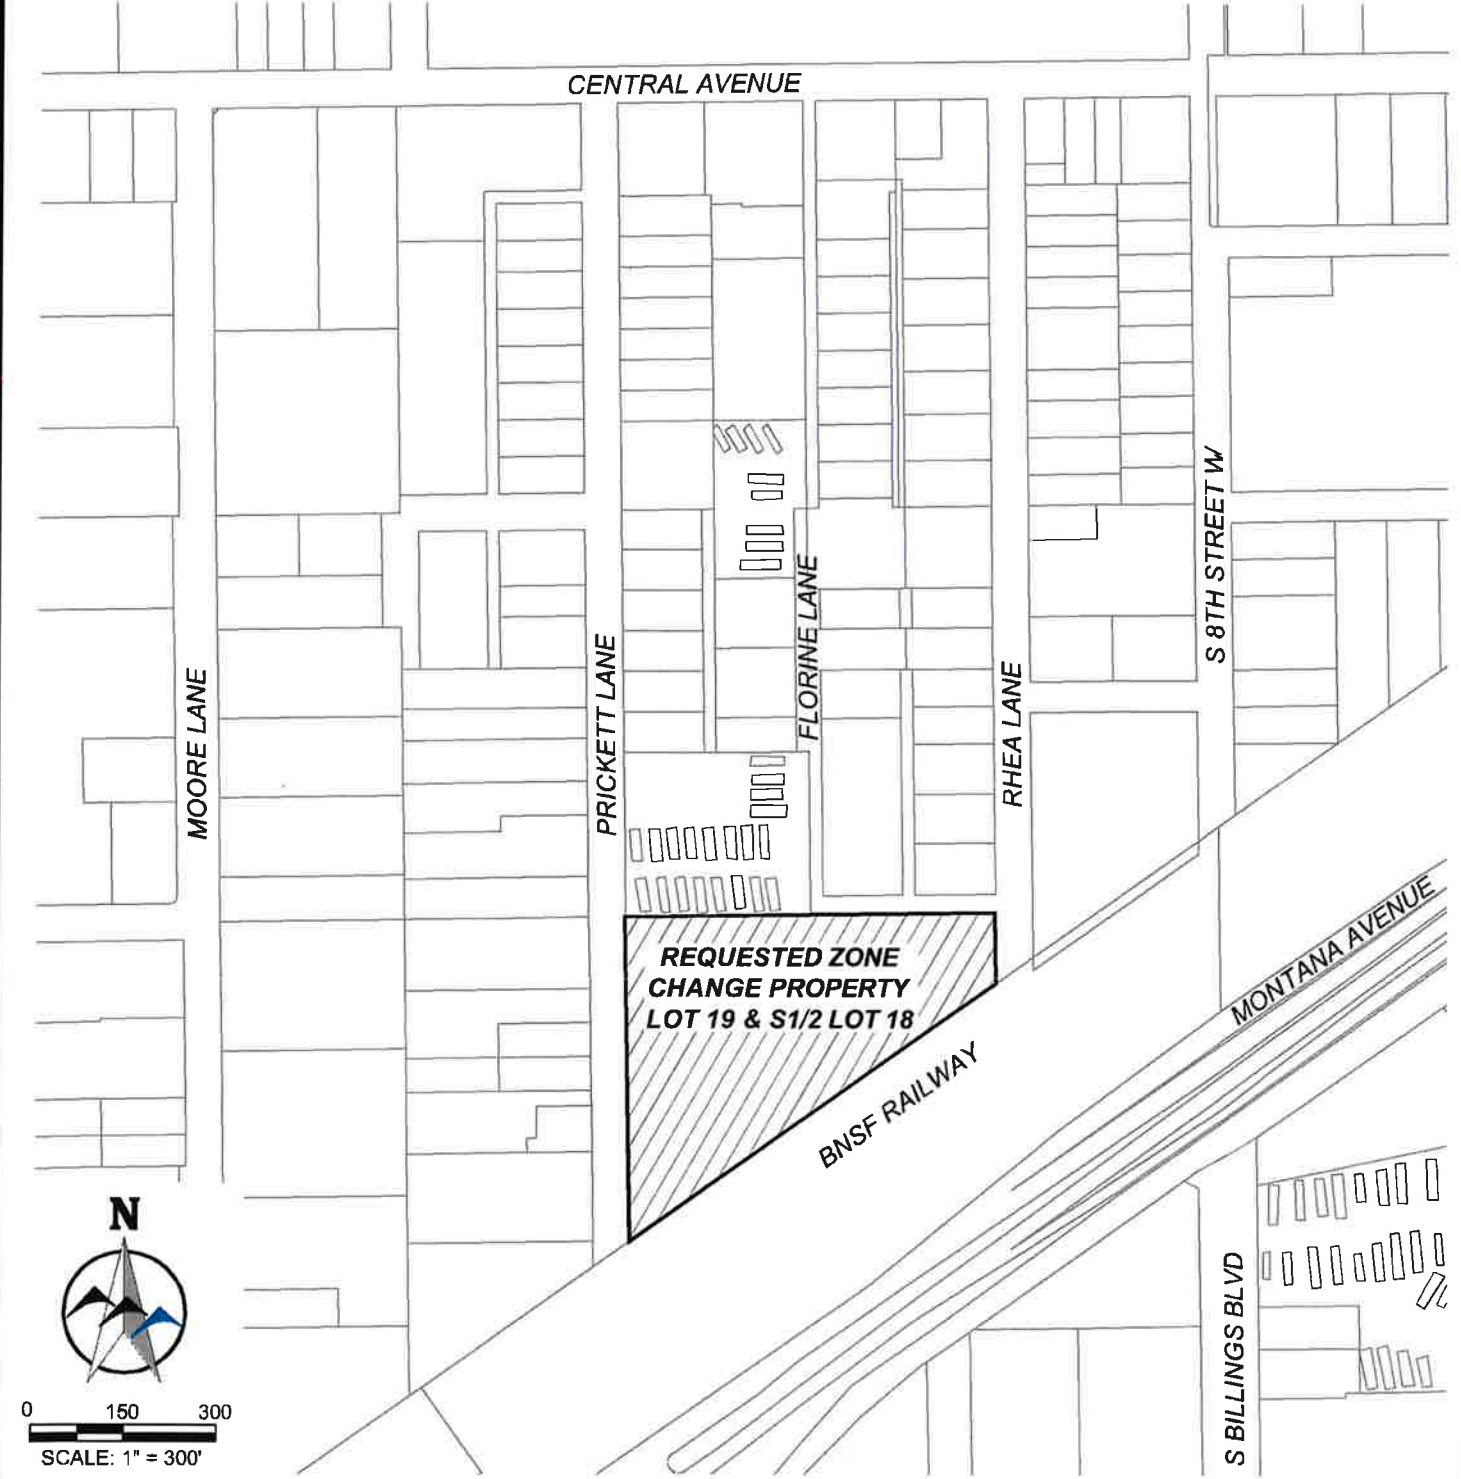 CENTRAL AVENUE
S 8TH STREET W
FLORINE LANE
PRICKETT LANE
RHEA LANE
MOORE LANE
MONTANA AVENUE
REQUESTED ZONE
CHANGE PROPERTY
LOT 19 & S1/2 LOT 18
BNSF RAILWAY
N
S BILLINGS BLVD
0 150 300
SCALE: 1" = 300'